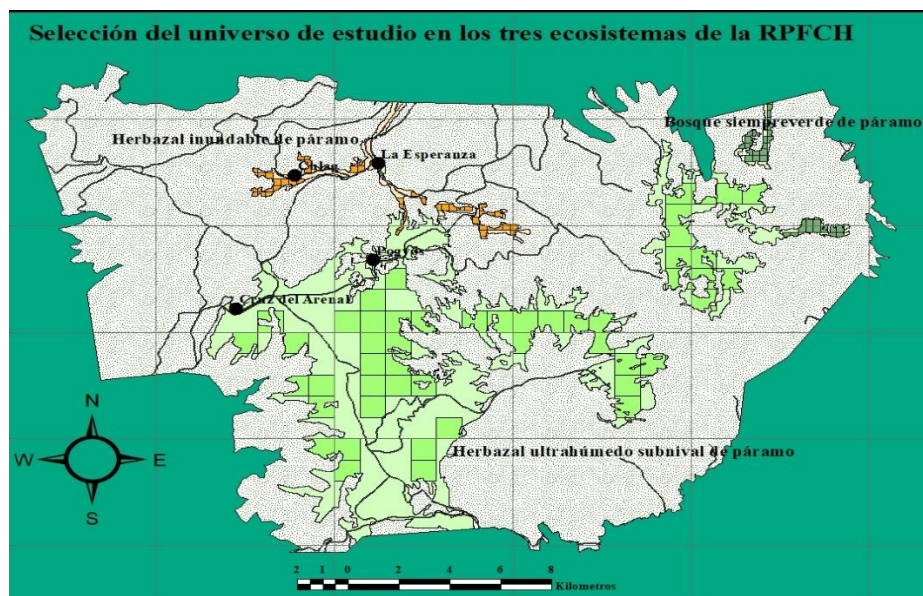 Selección del universo de estudio en los tres ecosistemas de la RPFCH
Bosque siempreverde de páramo
Herbazal inundable de páramo
La Esperanza
Cruz del Arenal
Herbazal ultrahúmedo subnival de páramo
N
W
E
S
2 1 0 2 4 6 8
Kilometros